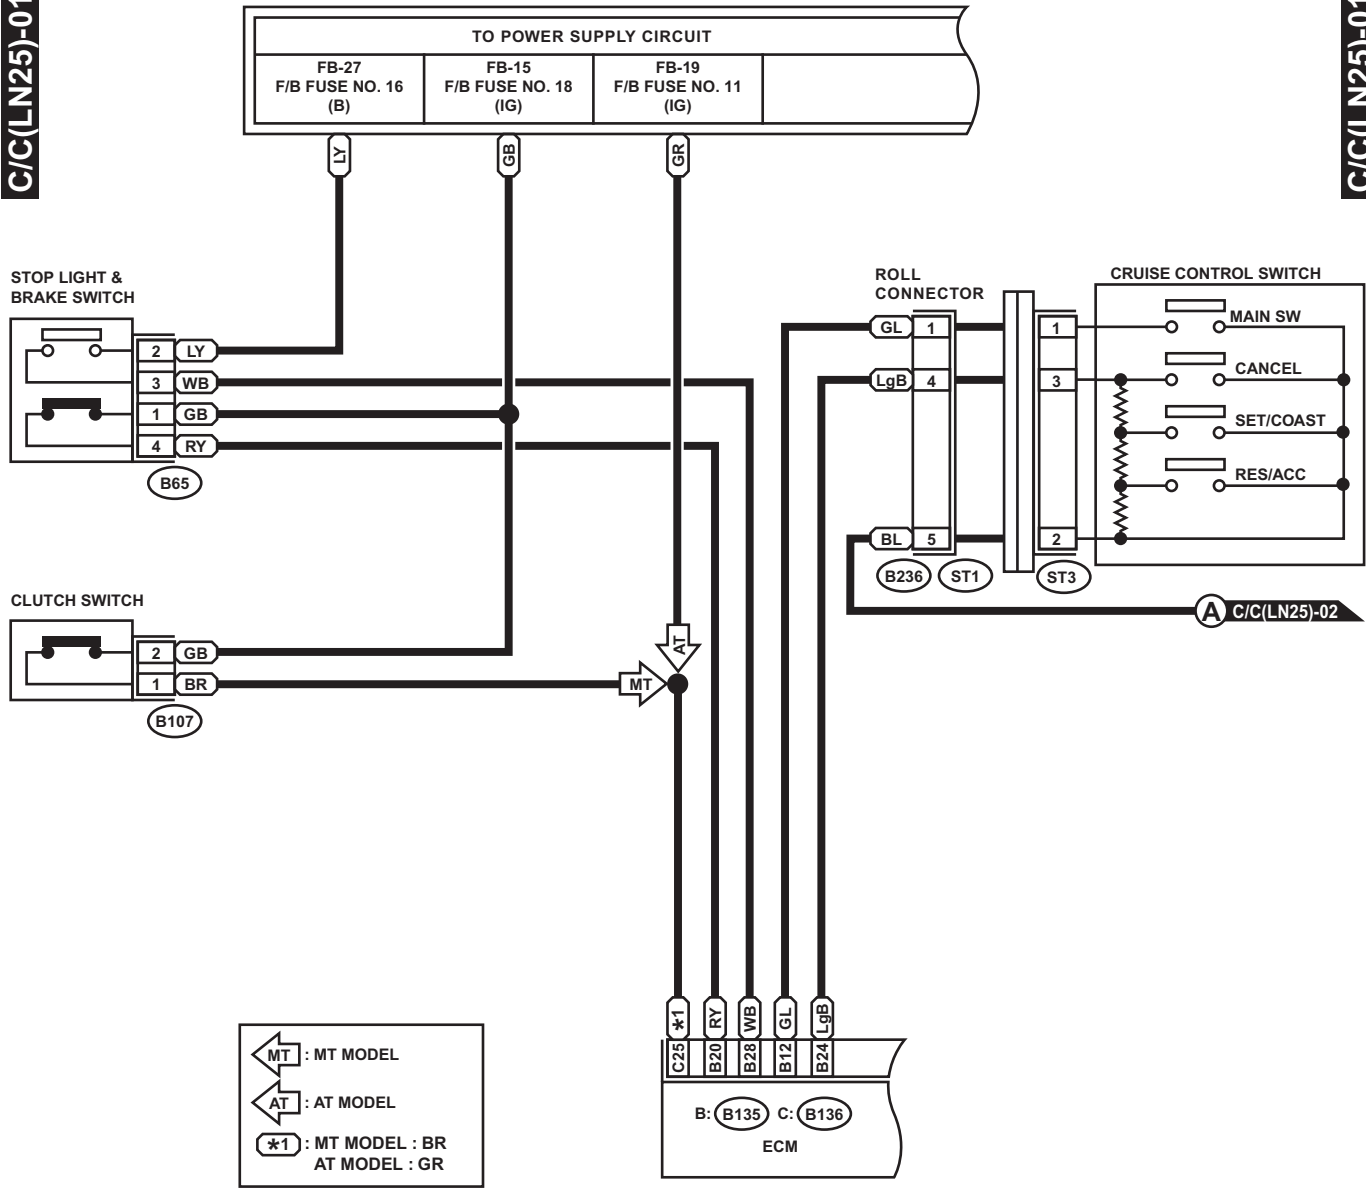 C/C(LN25)-01
C/C(LN25)-01
TO POWER SUPPLY CIRCUIT
FB-27
F/B FUSE NO. 16
(B)
FB-15
F/B FUSE NO. 18
(IG)
FB-19
F/B FUSE NO. 11
(IG)
LY
GB
GR
STOP LIGHT &
BRAKE SWITCH
2 LY
3 WB
1 GB
4 RY
B65
CLUTCH SWITCH
2 GB
1 BR
B107
AT
MT
ROLL
CONNECTOR
GL 1
LgB 4
BL 5
B236
ST1
1
3
2
ST3
CRUISE CONTROL SWITCH
MAIN SW
CANCEL
SET/COAST
RES/ACC
A C/C(LN25)-02
*1
RY
WB
GL
LgB
C25
B20
B28
B12
B24
B: B135 C: B136
ECM
MT : MT MODEL
AT : AT MODEL
*1 : MT MODEL : BR
AT MODEL : GR